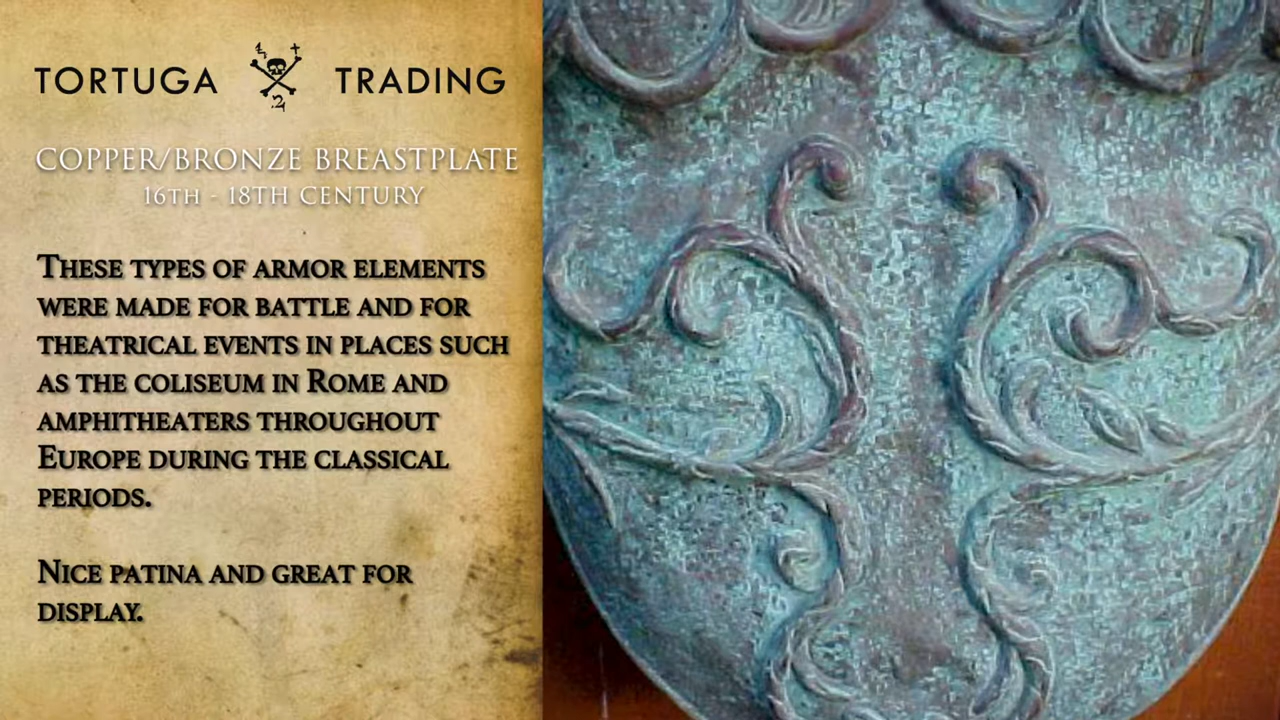 TORTUGA TRADING
COPPER/BRONZE BREASTPLATE
16TH - 18TH CENTURY
THESE TYPES OF ARMOR ELEMENTS
WERE MADE FOR BATTLE AND FOR
THEATRICAL EVENTS IN PLACES SUCH
AS THE COLISEUM IN ROME AND
AMPHITHEATERS THROUGHOUT
EUROPE DURING THE CLASSICAL
PERIODS.
NICE PATINA AND GREAT FOR
DISPLAY.